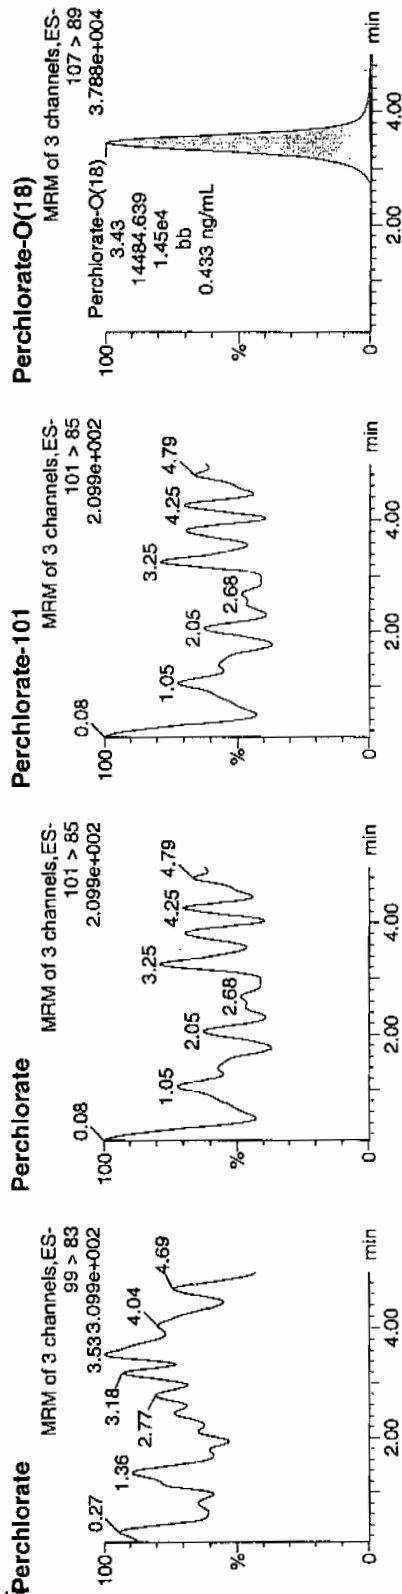 Perchlorate
MRM of 3 channels,ES-
99 > 83
3.099e+002
0.27
1.36
2.77
3.18
3.53
4.04
4.69
100
%
0
2.00
4.00
min
Perchlorate
MRM of 3 channels,ES-
101 > 85
2.099e+002
0.08
1.05
2.05
2.68
3.25
4.25
4.79
100
%
0
2.00
4.00
min
Perchlorate-101
MRM of 3 channels,ES-
101 > 85
2.099e+002
0.08
1.05
2.05
2.68
3.25
4.25
4.79
100
%
0
2.00
4.00
min
Perchlorate-O(18)
MRM of 3 channels,ES-
107 > 89
3.788e+004
Perchlorate-O(18)
3.43
14484.639
1.45e4
bb
0.433 ng/mL
100
%
0
2.00
4.00
min